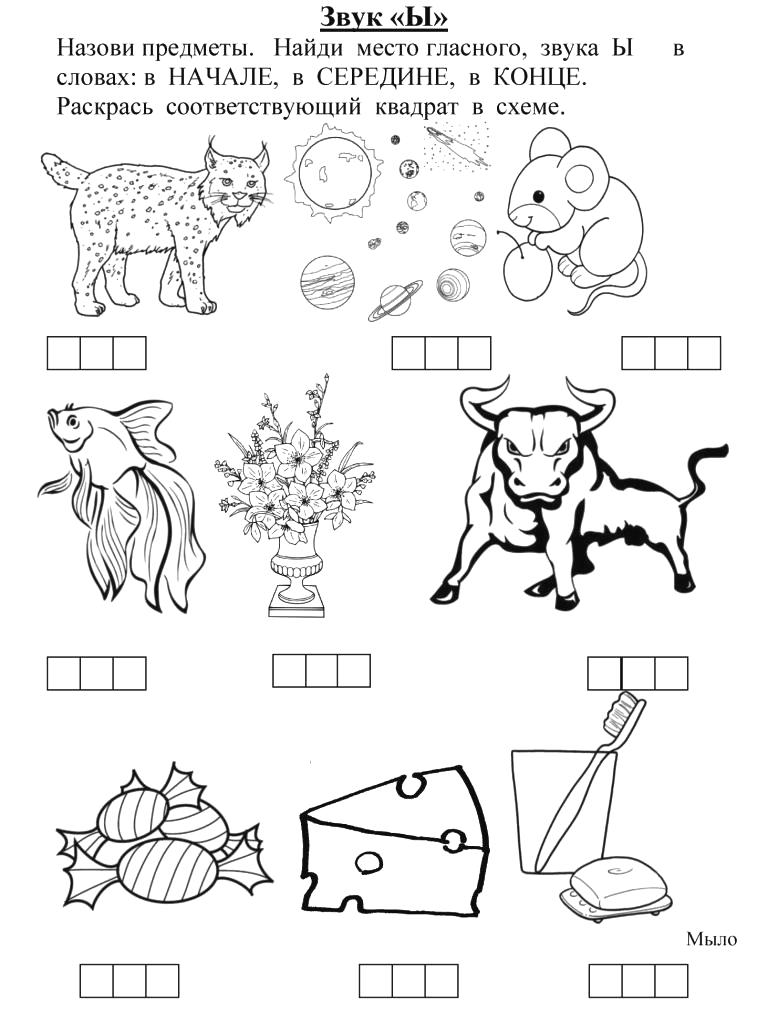 Звук «Ы»
Назови предметы. Найди место гласного, звука Ы в
словах: в НАЧАЛЕ, в СЕРЕДИНЕ, в КОНЦЕ.
Раскрась соответствующий квадрат в схеме.
Мыло